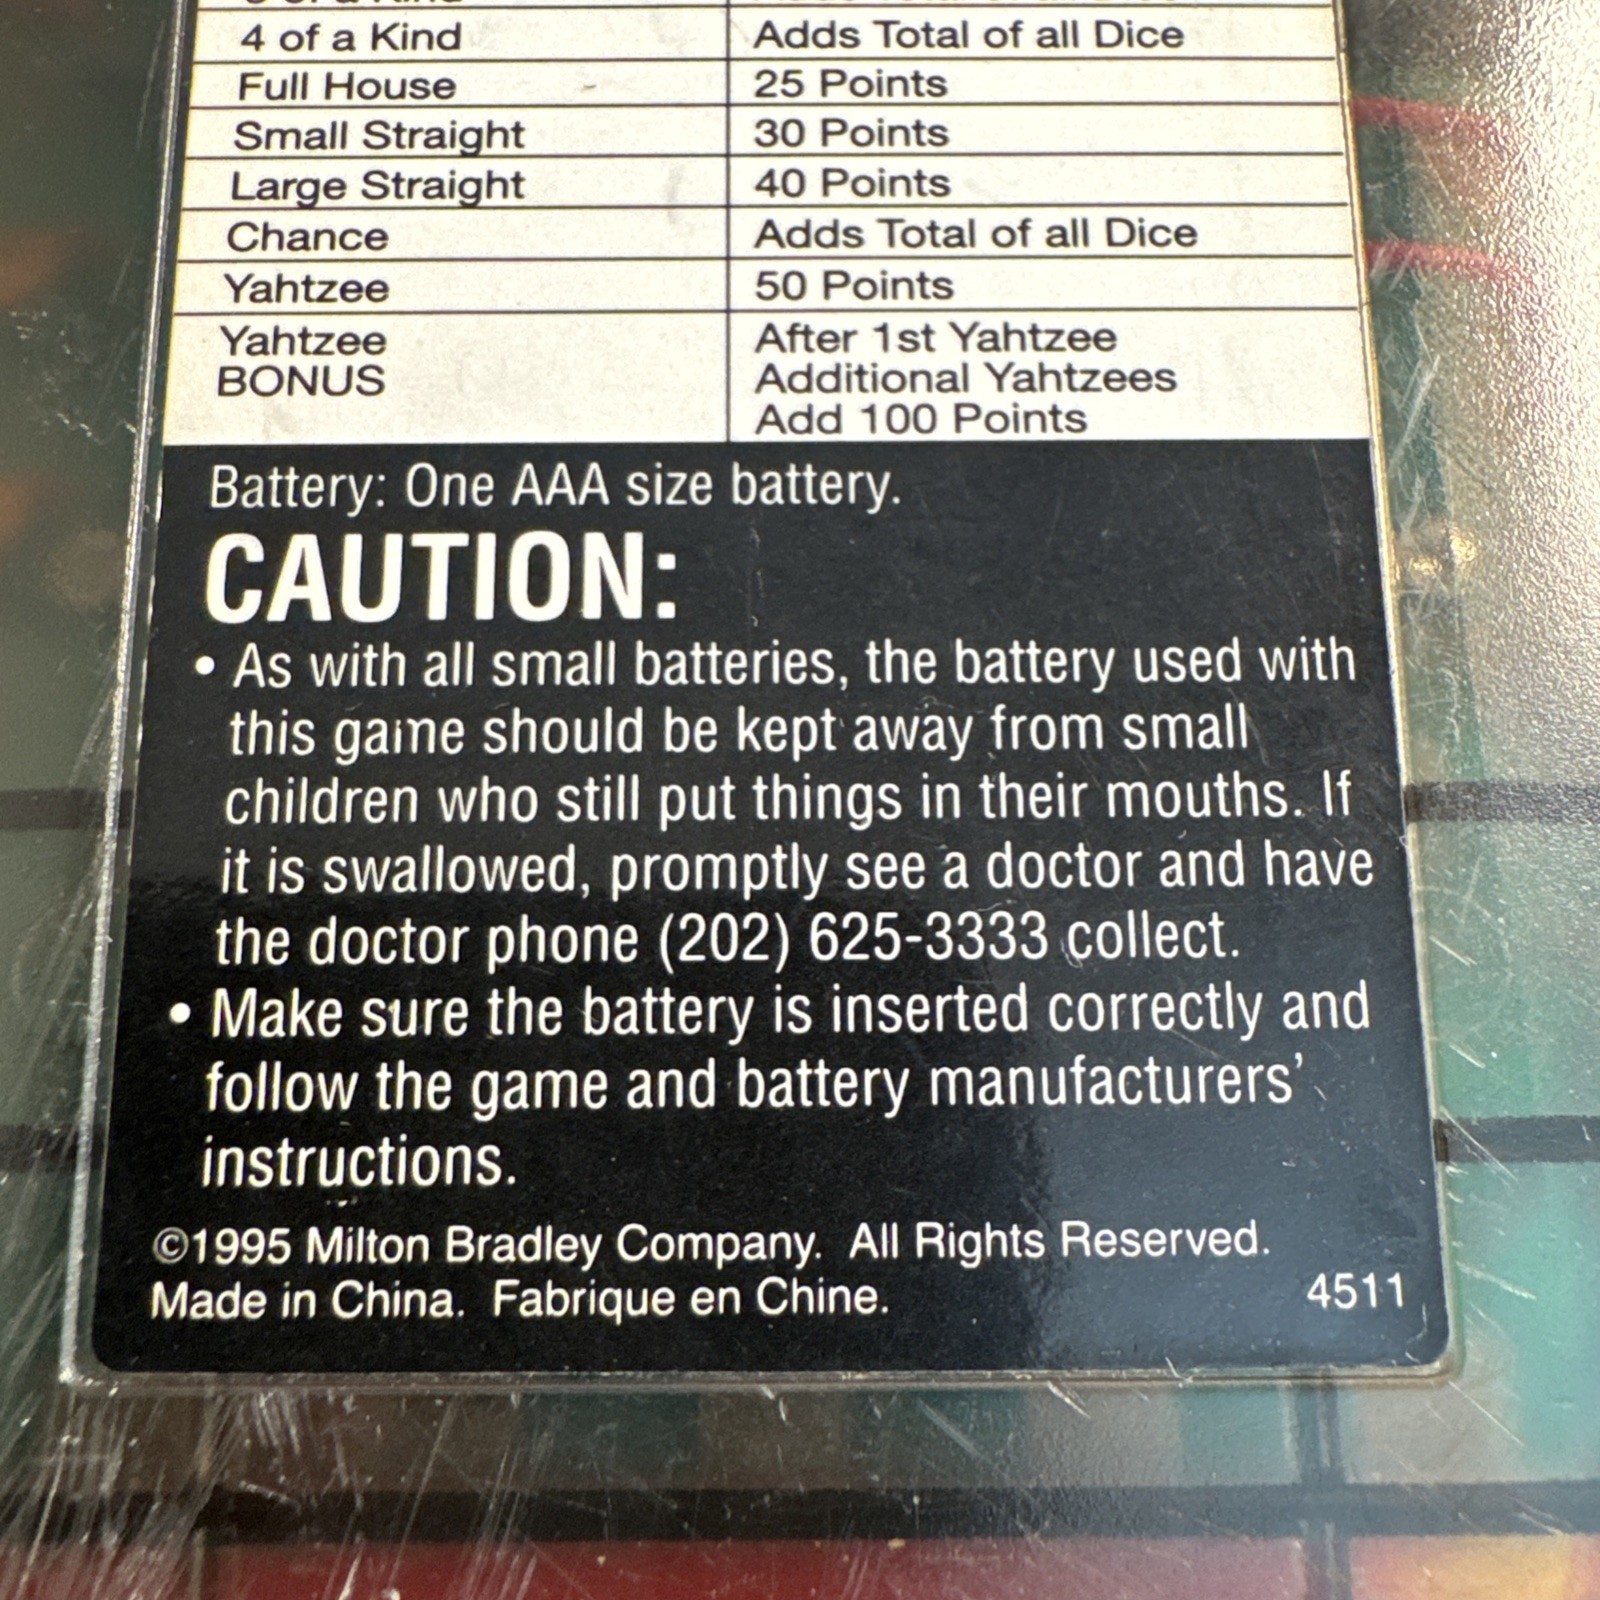 4 of a Kind Adds Total of all Dice
Full House 25 Points
Small Straight 30 Points
Large Straight 40 Points
Chance Adds Total of all Dice
Yahtzee 50 Points
Yahtzee After 1st Yahtzee
BONUS Additional Yahtzees
Add 100 Points
Battery: One AAA size battery.
CAUTION:
• As with all small batteries, the battery used with
this game should be kept away from small
children who still put things in their mouths. If
it is swallowed, promptly see a doctor and have
the doctor phone (202) 625-3333 collect.
• Make sure the battery is inserted correctly and
follow the game and battery manufacturers’
instructions.
©1995 Milton Bradley Company. All Rights Reserved.
Made in China. Fabrique en Chine. 4511